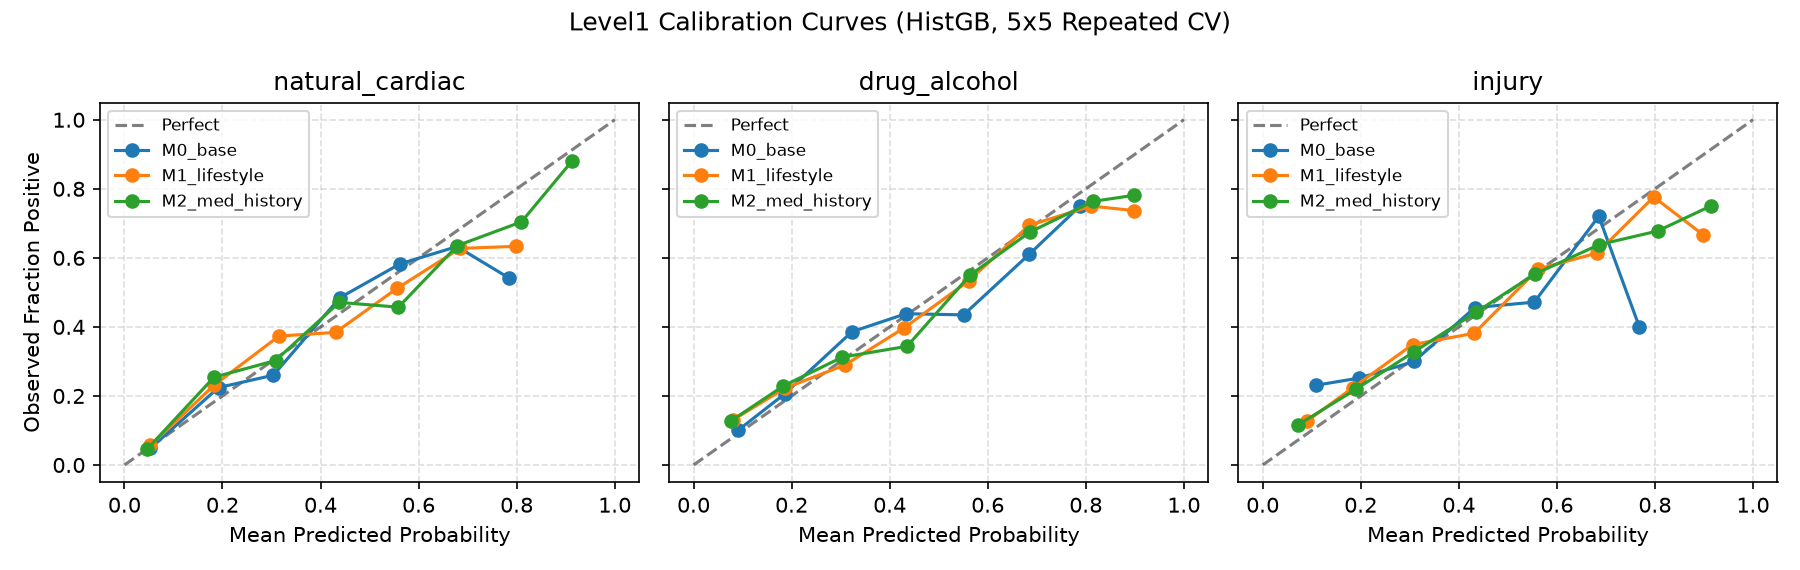 Level1 Calibration Curves (HistGB, 5x5 Repeated CV)
natural_cardiac
Perfect
M0_base
M1_lifestyle
M2_med_history
1.0
0.8
0.6
0.4
0.2
0.0
Observed Fraction Positive
0.0 0.2 0.4 0.6 0.8 1.0
Mean Predicted Probability
drug_alcohol
Perfect
M0_base
M1_lifestyle
M2_med_history
0.0 0.2 0.4 0.6 0.8 1.0
Mean Predicted Probability
injury
Perfect
M0_base
M1_lifestyle
M2_med_history
0.0 0.2 0.4 0.6 0.8 1.0
Mean Predicted Probability